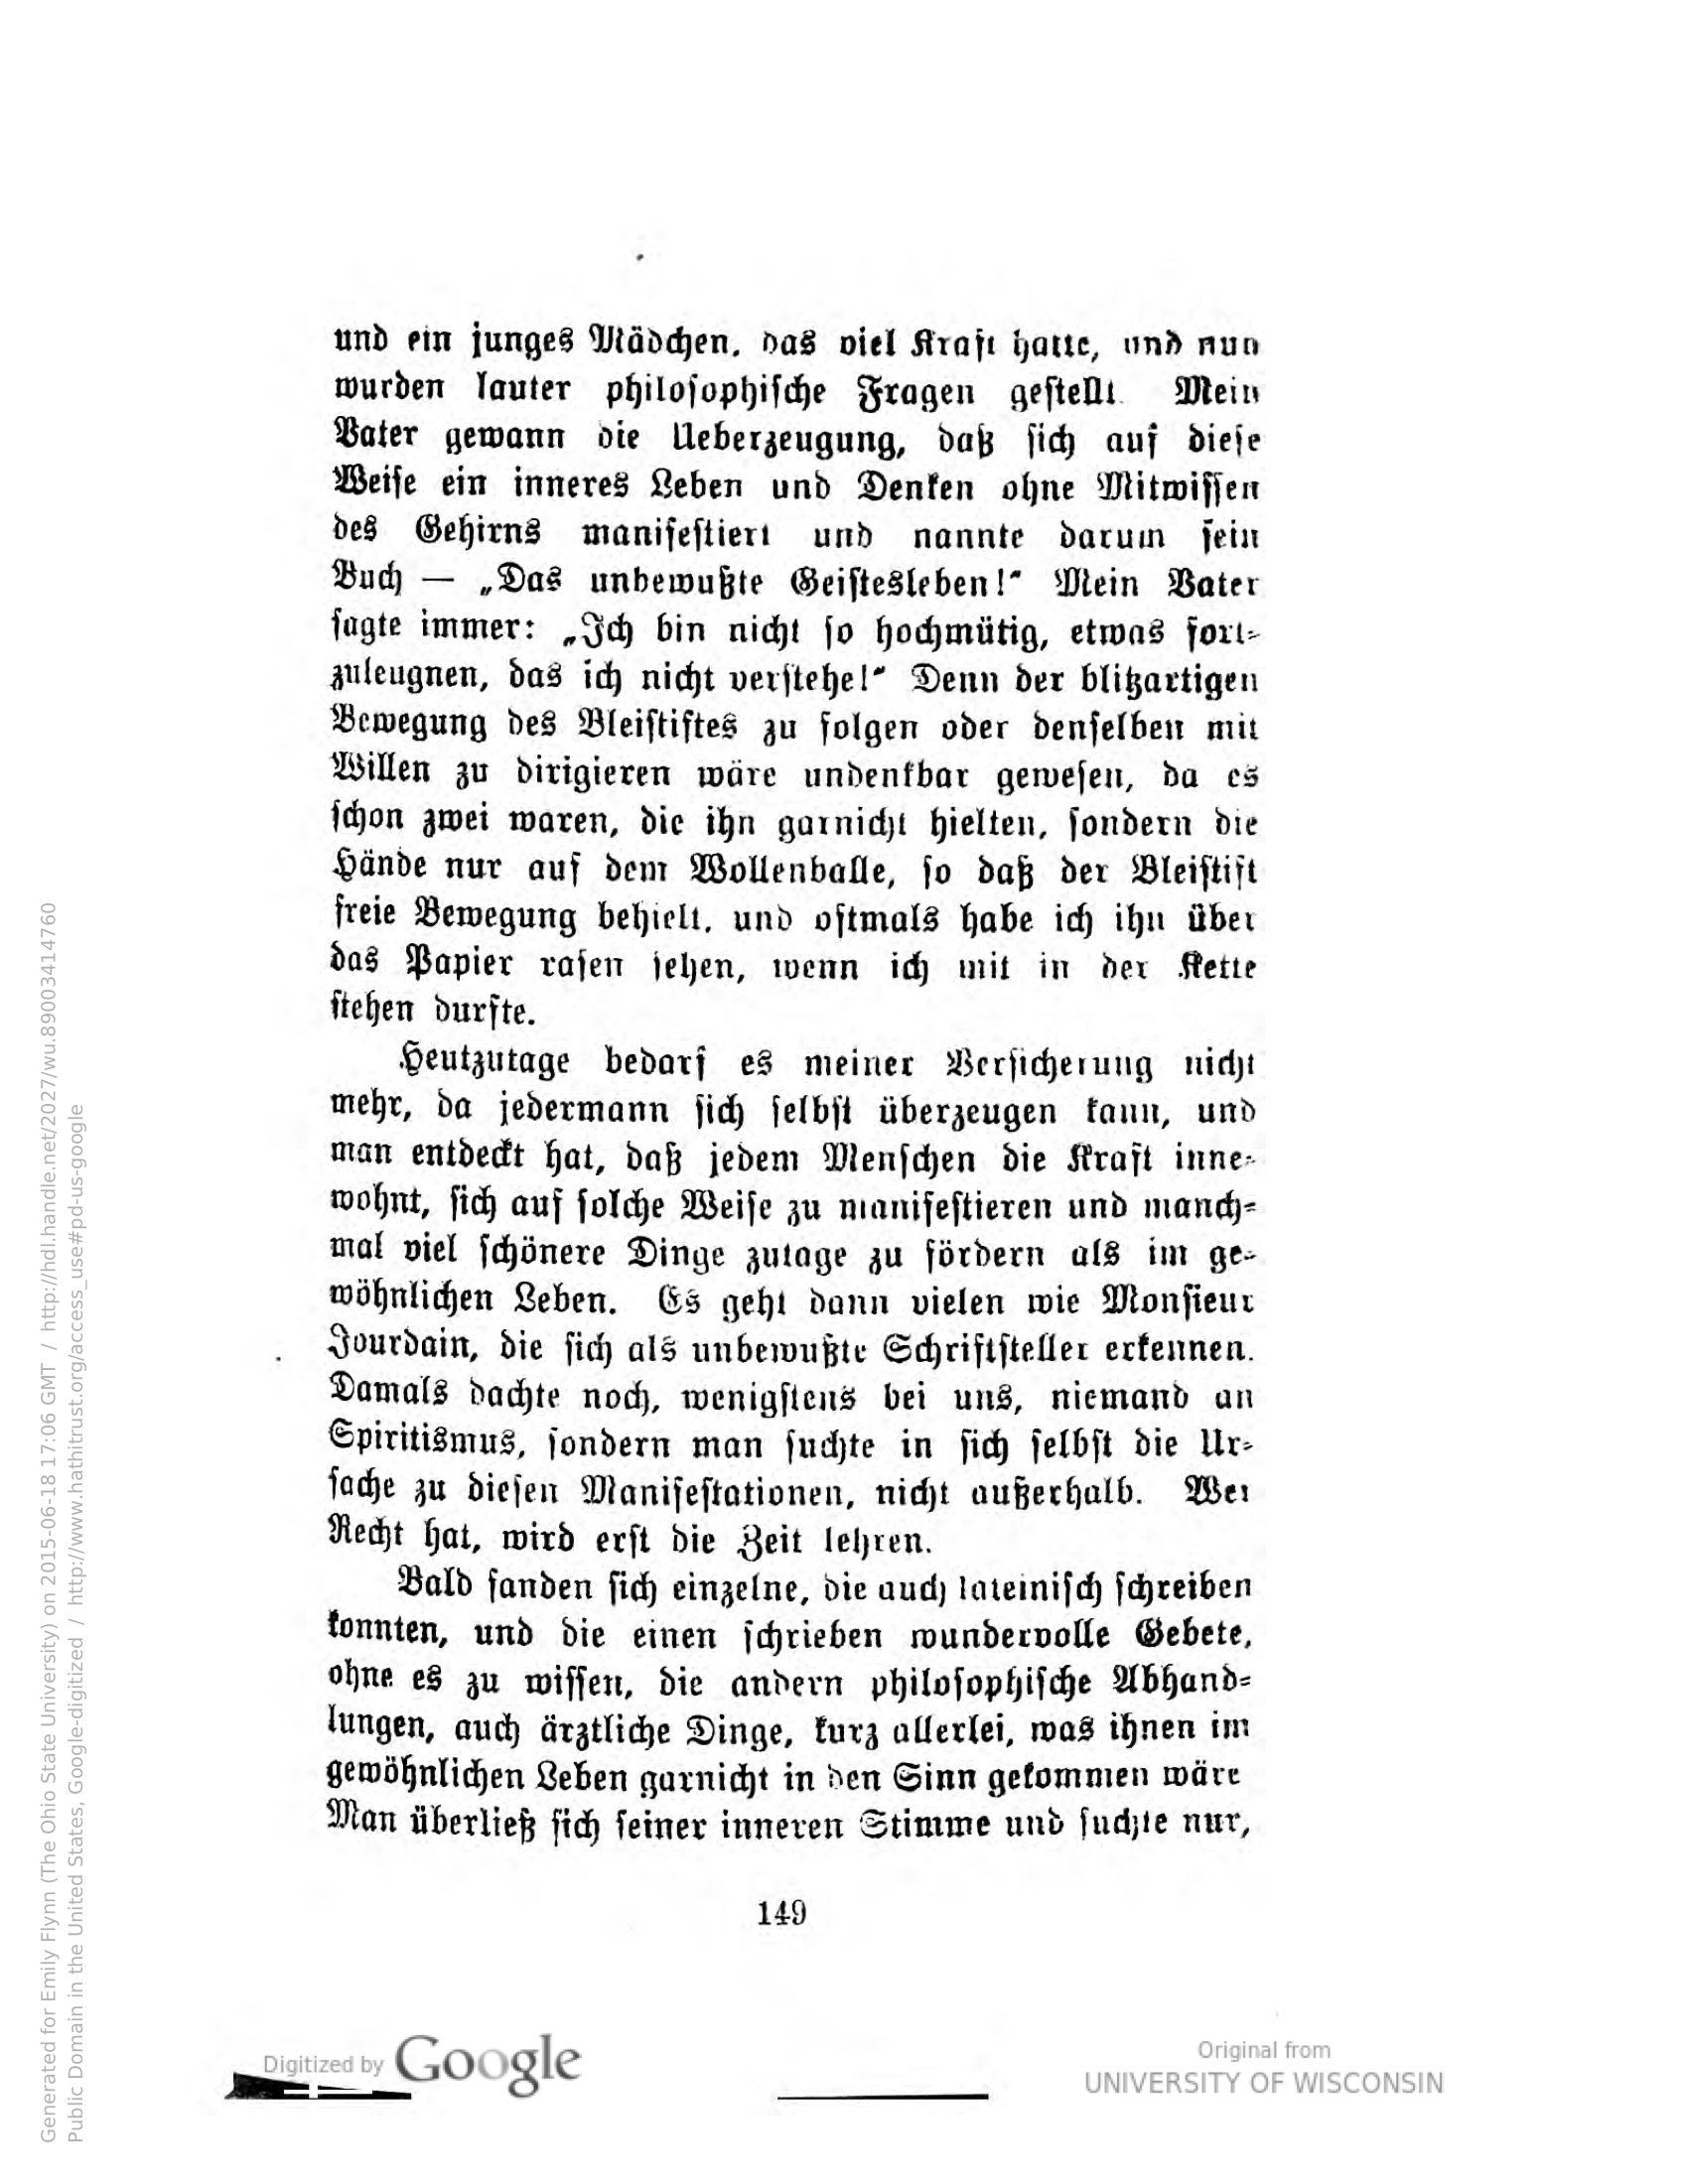 und ein junges Mädchen, das viel Kraft hatte, und nun
wurden lauter philosophische Fragen gestellt. Mein
Vater gewann die Ueberzeugung, daß sich auf diese
Weise ein inneres Leben und Denken ohne Mitwissen
des Gehirns manifestiert und nannte darum sein
Buch — „Das unbewußte Geistesleben!“ Mein Vater
sagte immer: „Ich bin nicht so hochmütig, etwas fort-
zuleugnen, das ich nicht verstehe!“ Denn der blitzartigen
Bewegung des Bleistiftes zu folgen oder denselben mit
Willen zu dirigieren wäre undenkbar gewesen, da es
schon zwei waren, die ihn garnicht hielten, sondern die
Hände nur auf dem Wollenballe, so daß der Bleistift
freie Bewegung behielt, und oftmals habe ich ihn über
das Papier rasen sehen, wenn ich mit in der Kette
stehen durfte.
Heutzutage bedarf es meiner Versicherung nicht
mehr, da jedermann sich selbst überzeugen kann, und
man entdeckt hat, daß jedem Menschen die Kraft inne-
wohnt, sich auf solche Weise zu manifestieren und manch-
mal viel schönere Dinge zutage zu fördern als im ge-
wöhnlichen Leben. Es geht dann vielen wie Monsieur
Jourdain, die sich als unbewußte Schriftsteller erkennen.
Damals dachte noch, wenigstens bei uns, niemand an
Spiritismus, sondern man suchte in sich selbst die Ur-
sache zu diesen Manifestationen, nicht außerhalb. Wer
Recht hat, wird erst die Zeit lehren.
Bald fanden sich einzelne, die auch lateinisch schreiben
konnten, und die einen schrieben wundervolle Gebete,
ohne es zu wissen, die andern philosophische Abhand-
lungen, auch ärztliche Dinge, kurz allerlei, was ihnen im
gewöhnlichen Leben garnicht in den Sinn gekommen wäre
Man überließ sich seiner inneren Stimme und suchte nur,
149
Digitized by Google
Original from
UNIVERSITY OF WISCONSIN
Generated for Emily Flynn (The Ohio State University) on 2015-06-18 17:06 GMT / http://hdl.handle.net/2027/wu.89003414760
Public Domain in the United States, Google-digitized / http://www.hathitrust.org/access_use#pd-us-google